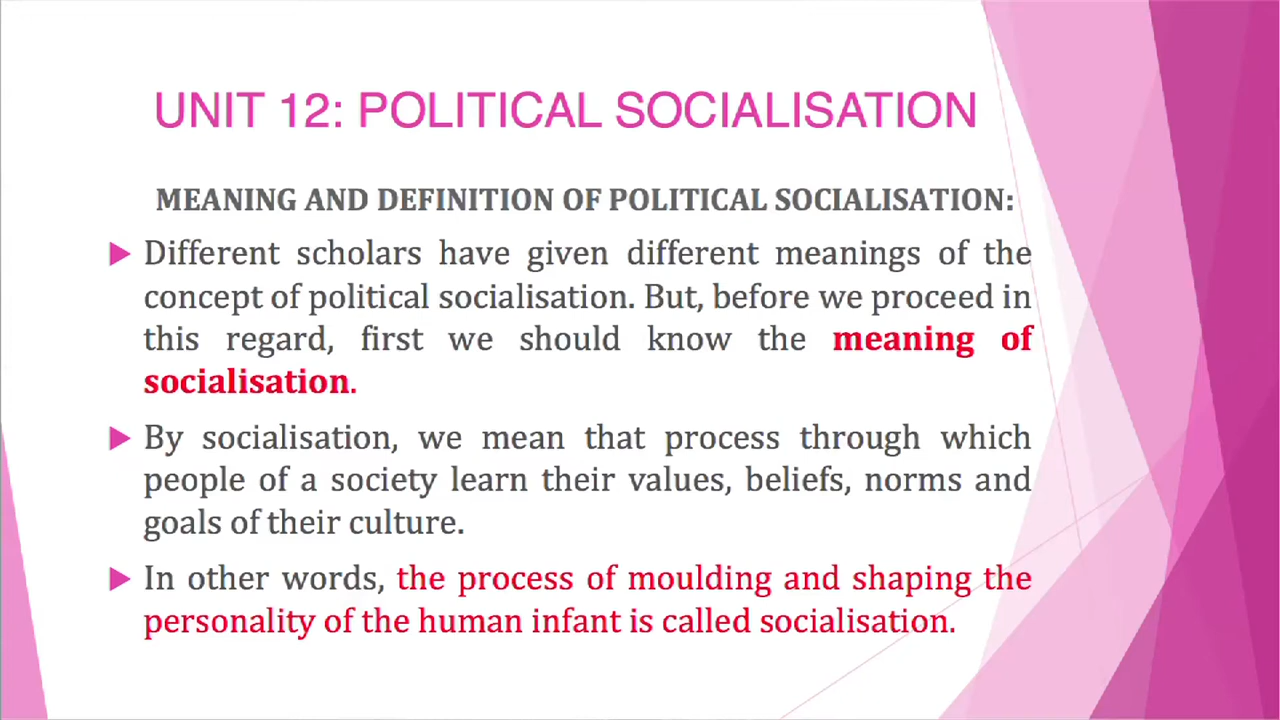 UNIT 12: POLITICAL SOCIALISATION
MEANING AND DEFINITION OF POLITICAL SOCIALISATION:
Different scholars have given different meanings of the
concept of political socialisation. But, before we proceed in
this regard, first we should know the meaning of
socialisation.
By socialisation, we mean that process through which
people of a society learn their values, beliefs, norms and
goals of their culture.
In other words, the process of moulding and shaping the
personality of the human infant is called socialisation.